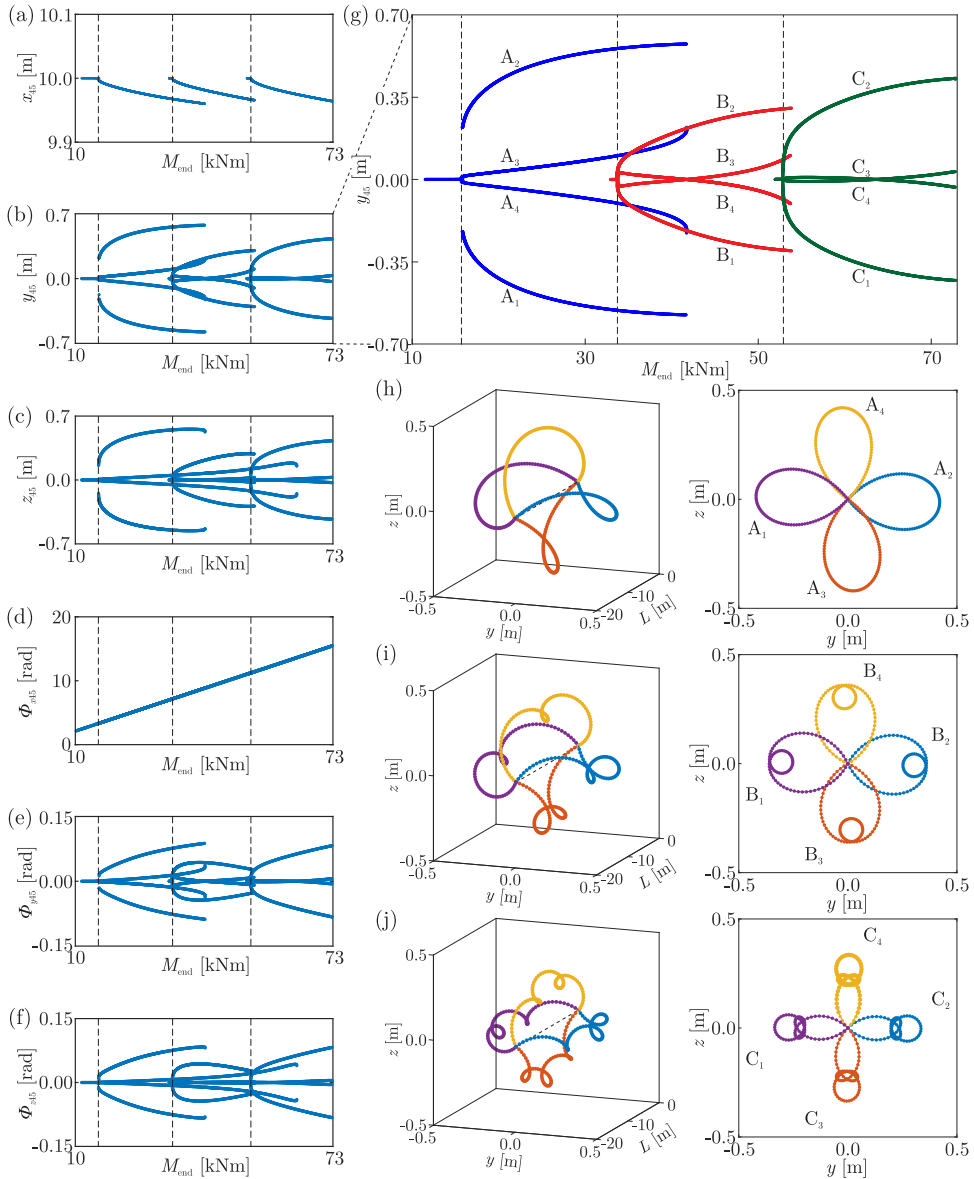 (a)
10.1
10.0
9.9
x45 [m]
10
73
Mend [kNm]
(b)
0.7
0.0
-0.7
y45 [m]
10
73
Mend [kNm]
(c)
0.7
0.0
-0.7
z45 [m]
10
73
Mend [kNm]
(d)
20
10
0
Φx45 [rad]
10
73
Mend [kNm]
(e)
0.15
0.00
-0.15
Φy45 [rad]
10
73
Mend [kNm]
(f)
0.15
0.00
-0.15
Φz45 [rad]
10
73
Mend [kNm]
(g)
0.70
0.35
0.00
-0.35
-0.70
y45 [m]
A2
A3
A4
A1
B2
B3
B4
B1
C2
C3
C4
C1
10
30
50
70
Mend [kNm]
(h)
0.5
0.0
-0.5
z [m]
-0.5
0.0
0.5
y [m]
-20
-10
0
L [m]
0.5
0.0
-0.5
z [m]
A4
A2
A1
A3
-0.5
0.0
0.5
y [m]
(i)
0.5
0.0
-0.5
z [m]
-0.5
0.0
0.5
y [m]
-20
-10
0
L [m]
0.5
0.0
-0.5
z [m]
B4
B2
B1
B3
-0.5
0.0
0.5
y [m]
(j)
0.5
0.0
-0.5
z [m]
-0.5
0.0
0.5
y [m]
-20
-10
0
L [m]
0.5
0.0
-0.5
z [m]
C4
C2
C1
C3
-0.5
0.0
0.5
y [m]